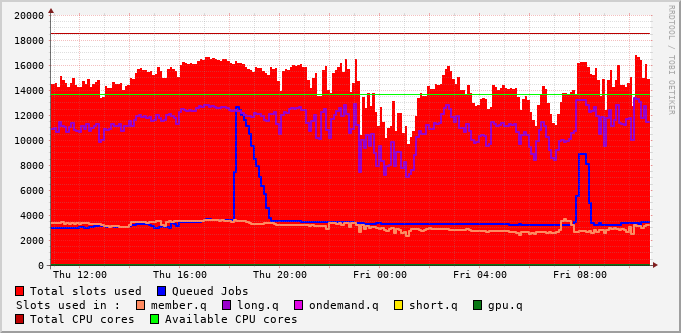 20000
18000
16000
14000
12000
10000
8000
6000
4000
2000
0
Thu 12:00 Thu 16:00 Thu 20:00 Fri 00:00 Fri 04:00 Fri 08:00
RRDTOOL / TOBI OETIKER
Total slots used Queued Jobs
Slots used in : member.q long.q ondemand.q short.q gpu.q
Total CPU cores Available CPU cores